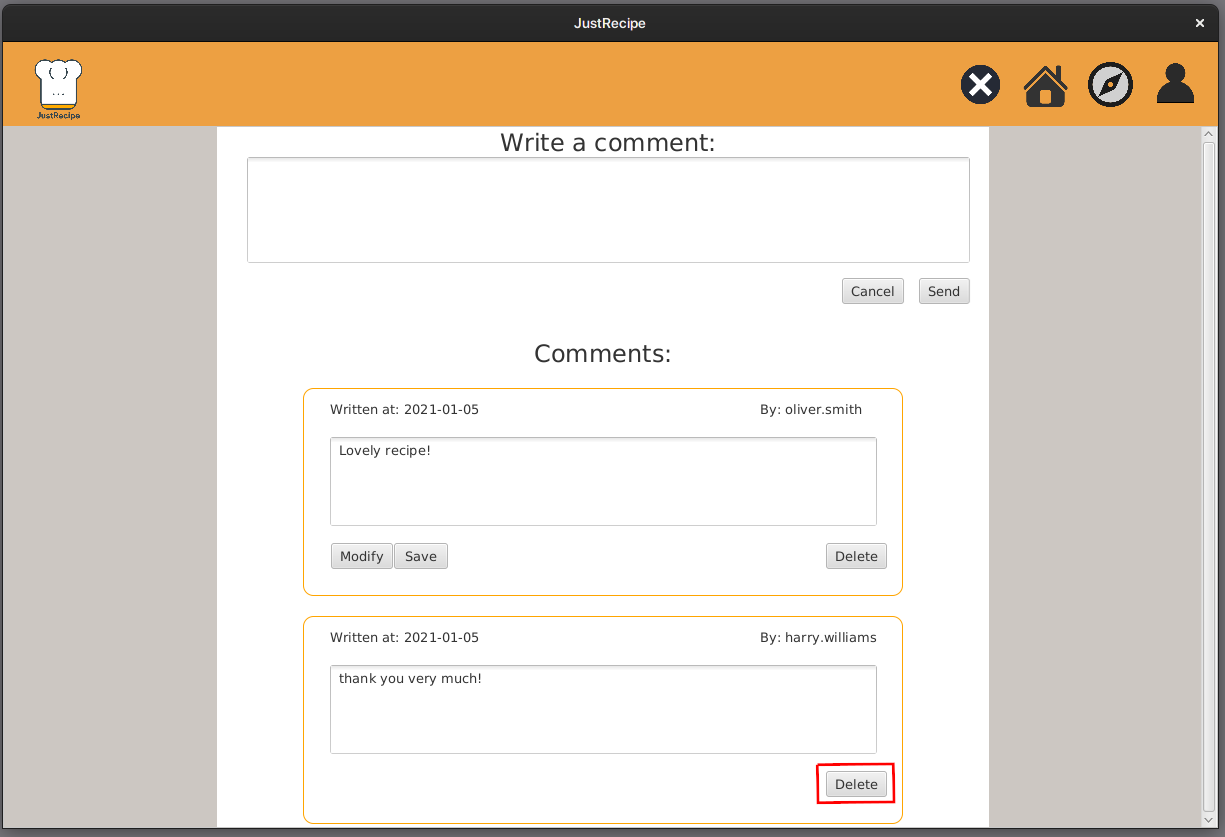 JustRecipe
{ }
...
JustRecipe
Write a comment:
Cancel Send
Comments:
Written at: 2021-01-05 By: oliver.smith
Lovely recipe!
Modify Save Delete
Written at: 2021-01-05 By: harry.williams
thank you very much!
Delete